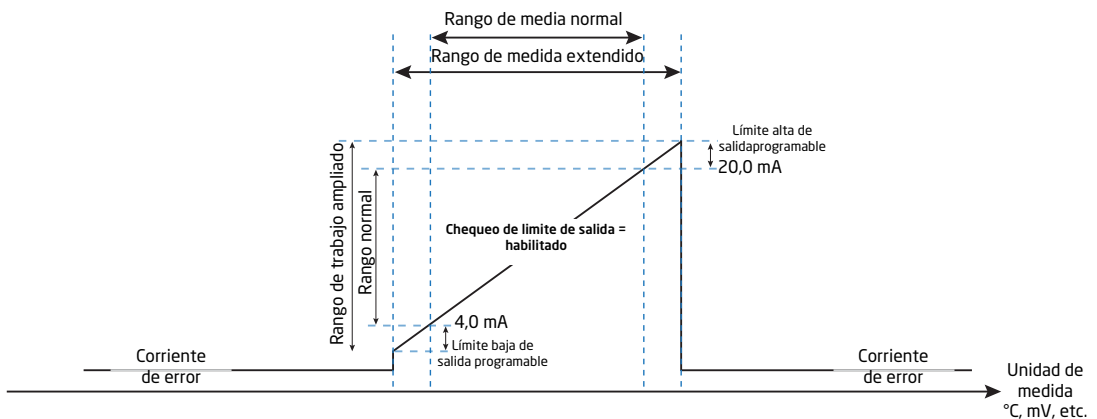 Rango de media normal
Rango de medida extendido
Límite alta de
salidaprogramable
20,0 mA
Rango de trabajo ampliado
Rango normal
Chequeo de limite de salida =
habilitado
4,0 mA
Límite baja de
salida programable
Corriente
de error
Corriente
de error
Unidad de
medida
°C, mV, etc.